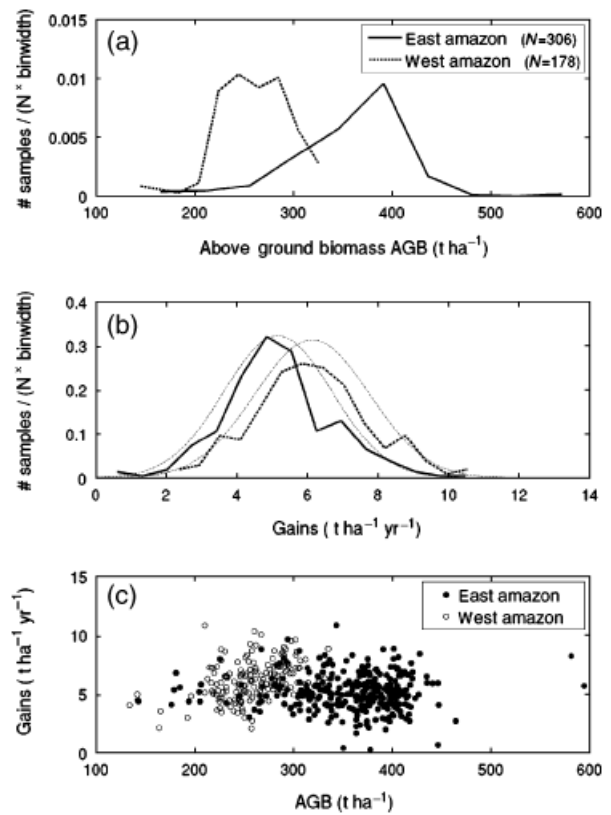 (a)
East amazon (N=306)
West amazon (N=178)
# samples / (N* binwidth)
0.015
0.01
0.005
0
100 200 300 400 500 600
Above ground biomass AGB (t ha⁻¹)
(b)
# samples / (N* binwidth)
0.4
0.3
0.2
0.1
0
0 2 4 6 8 10 12 14
Gains ( t ha⁻¹ yr⁻¹)
(c)
East amazon
West amazon
Gains (t ha⁻¹ yr⁻¹)
15
10
5
0
100 200 300 400 500 600
AGB (t ha⁻¹)